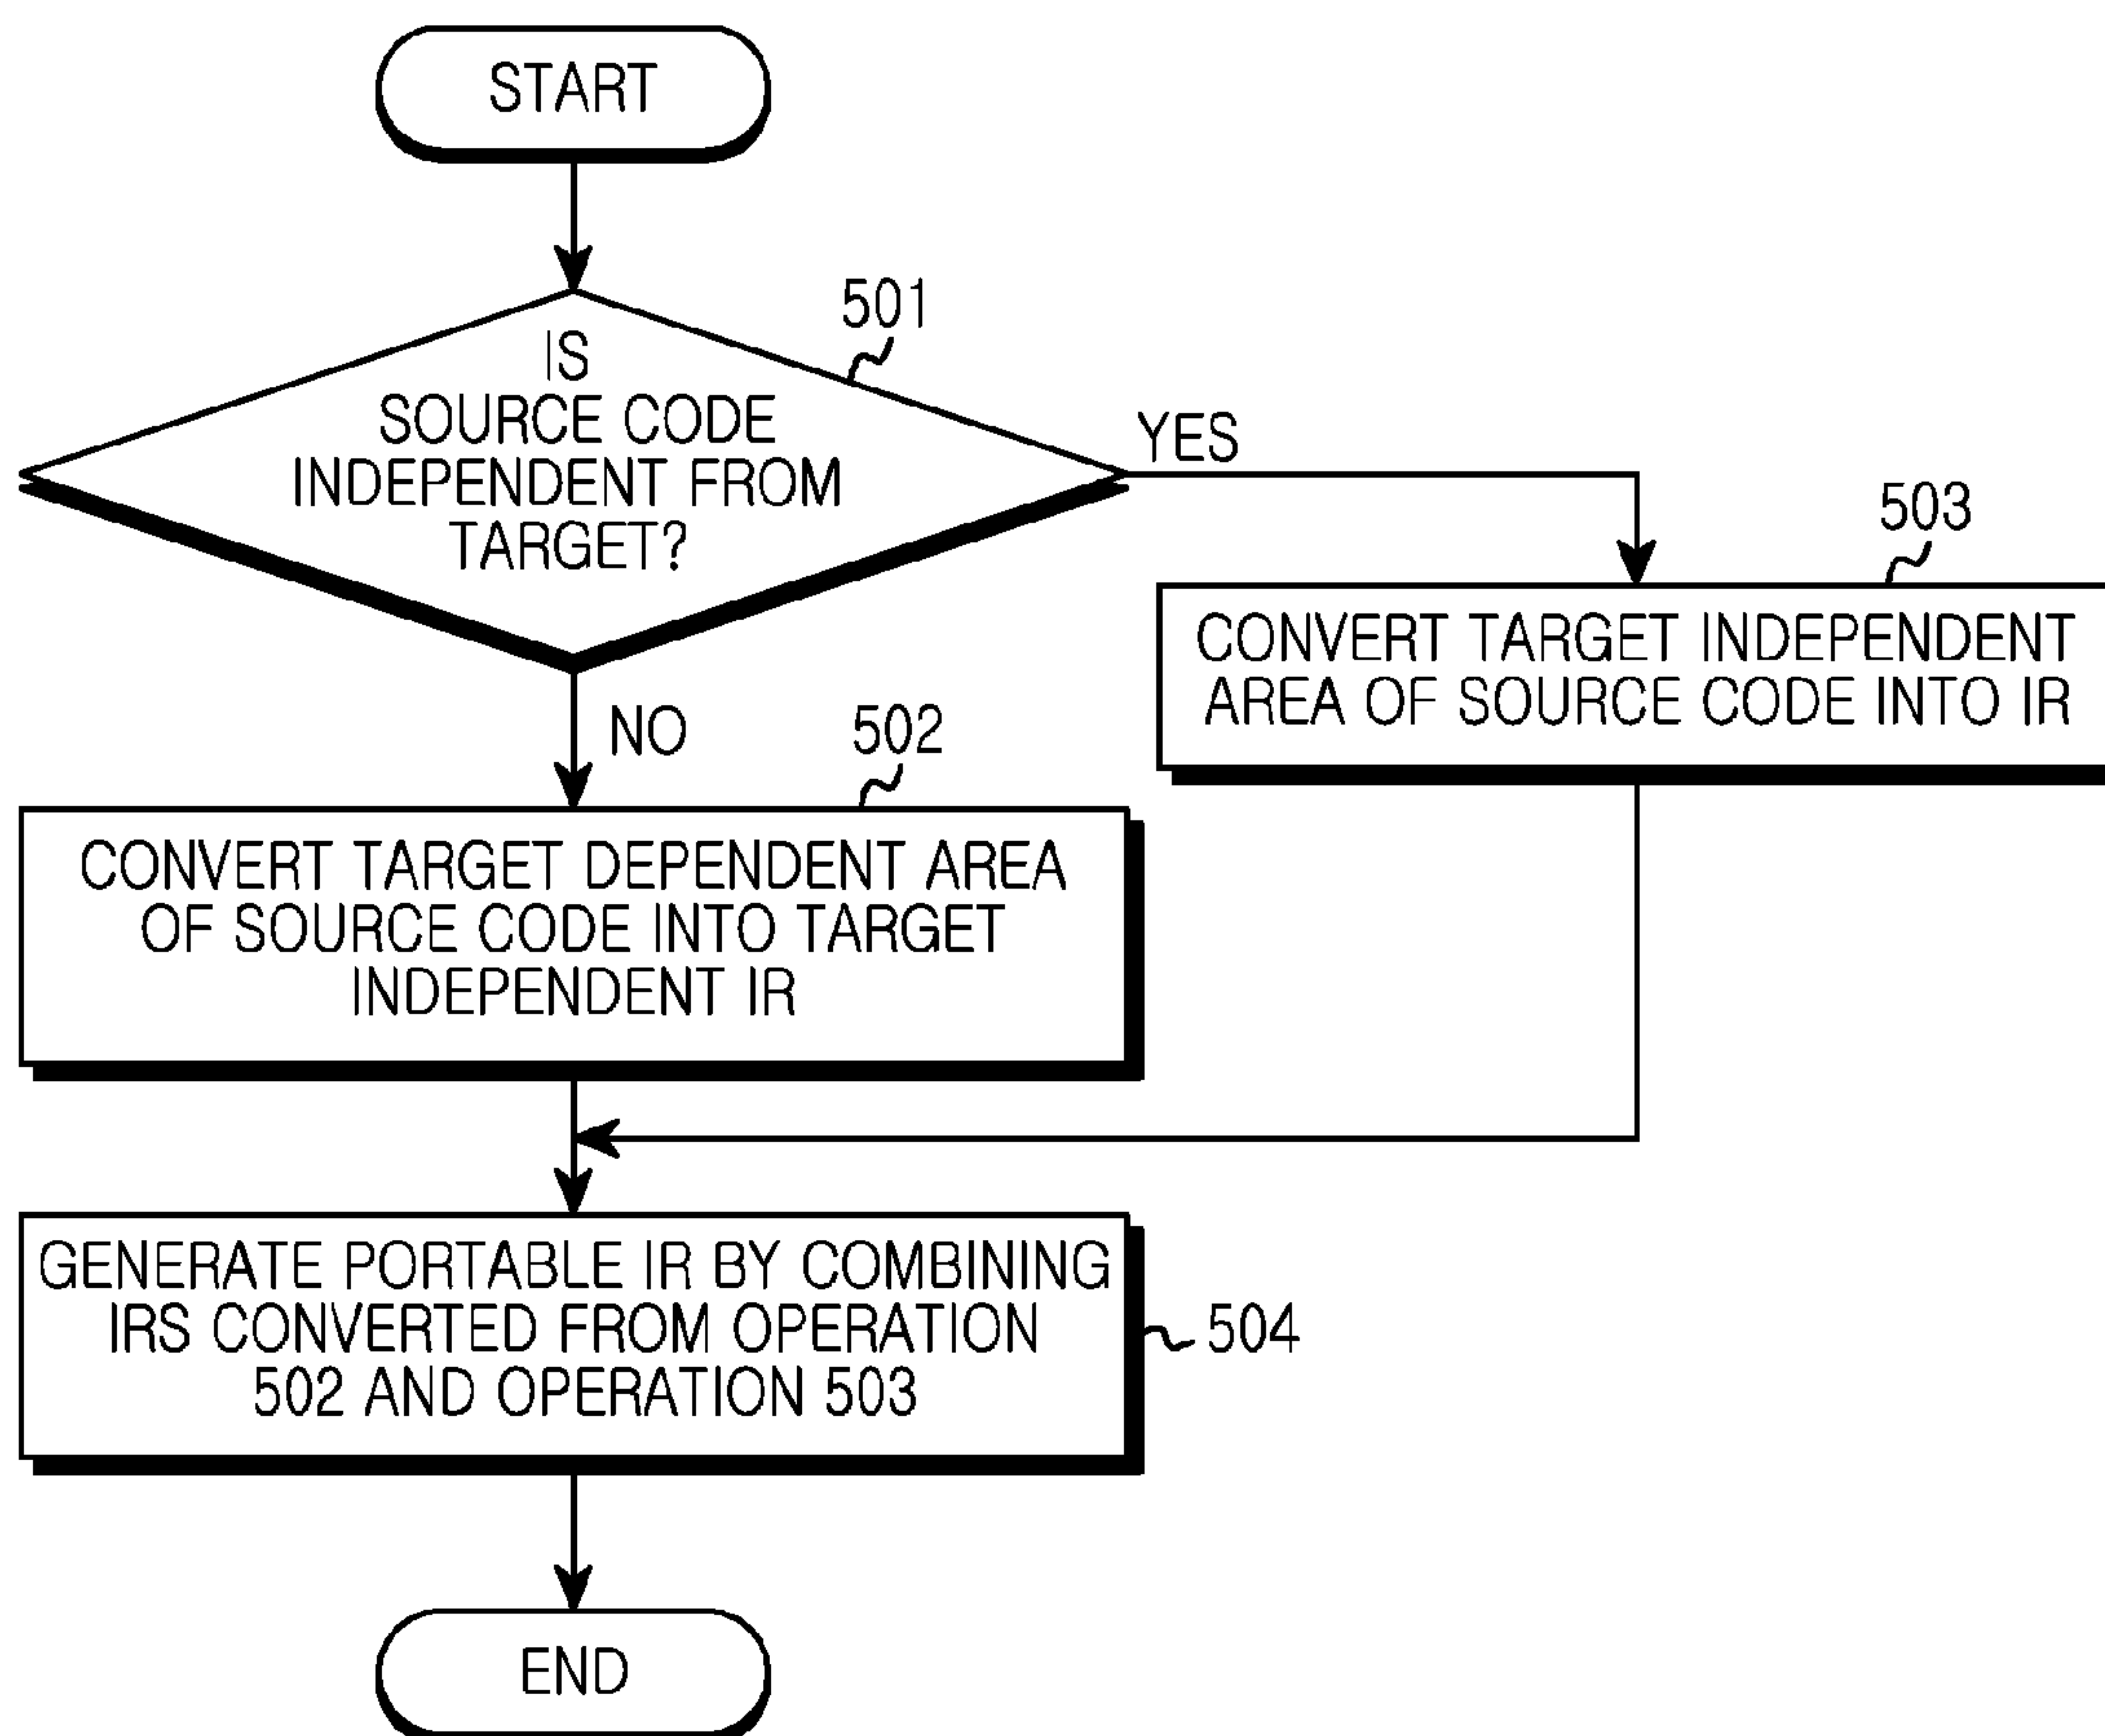 START
501
IS
SOURCE CODE
INDEPENDENT FROM
TARGET?
YES
503
CONVERT TARGET INDEPENDENT
AREA OF SOURCE CODE INTO IR
NO
502
CONVERT TARGET DEPENDENT AREA
OF SOURCE CODE INTO TARGET
INDEPENDENT IR
GENERATE PORTABLE IR BY COMBINING
IRS CONVERTED FROM OPERATION
502 AND OPERATION 503
504
END